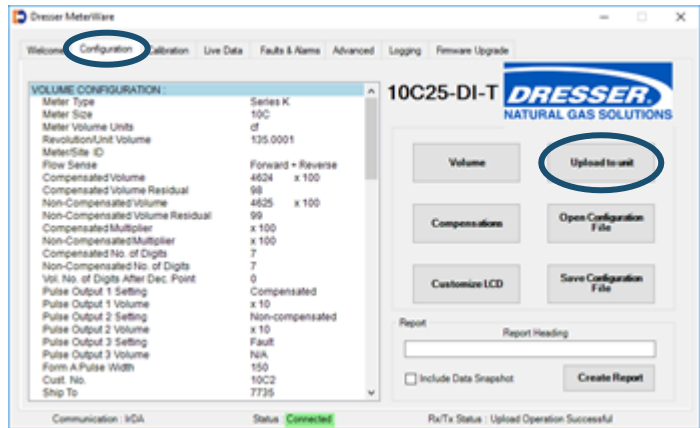 Dresser MeterWare
Welcome Configuration Calibration Live Data Faults & Alarms Advanced Logging Firmware Upgrade
VOLUME CONFIGURATION :
Meter Type Series K
Meter Size 10C
Meter Volume Units cf
Revolution/Unit Volume 135.0001
Meter/Site ID
Flow Sense Forward + Reverse
Compensated Volume 4624 x 100
Compensated Volume Residual 98
Non-Compensated Volume 4625 x 100
Non-Compensated Volume Residual 99
Compensated Multiplier x 100
Non-Compensated Multiplier x 100
Compensated No. of Digits 7
Non-Compensated No. of Digits 7
Vol. No. of Digits After Dec. Point 0
Pulse Output 1 Setting Compensated
Pulse Output 1 Volume x 10
Pulse Output 2 Setting Non-compensated
Pulse Output 2 Volume x 10
Pulse Output 3 Setting Fault
Pulse Output 3 Volume N/A
Form A Pulse Width 150
Cust. No. 10C2
Ship To 7735
10C25-DI-T
DRESSER.
NATURAL GAS SOLUTIONS
Volume
Upload to unit
Compensations
Open Configuration
File
Customize LCD
Save Configuration
File
Report
Report Heading
Include Data Snapshot
Create Report
Communication : IrDA Status : Connected Rx/Tx Status : Upload Operation Successful